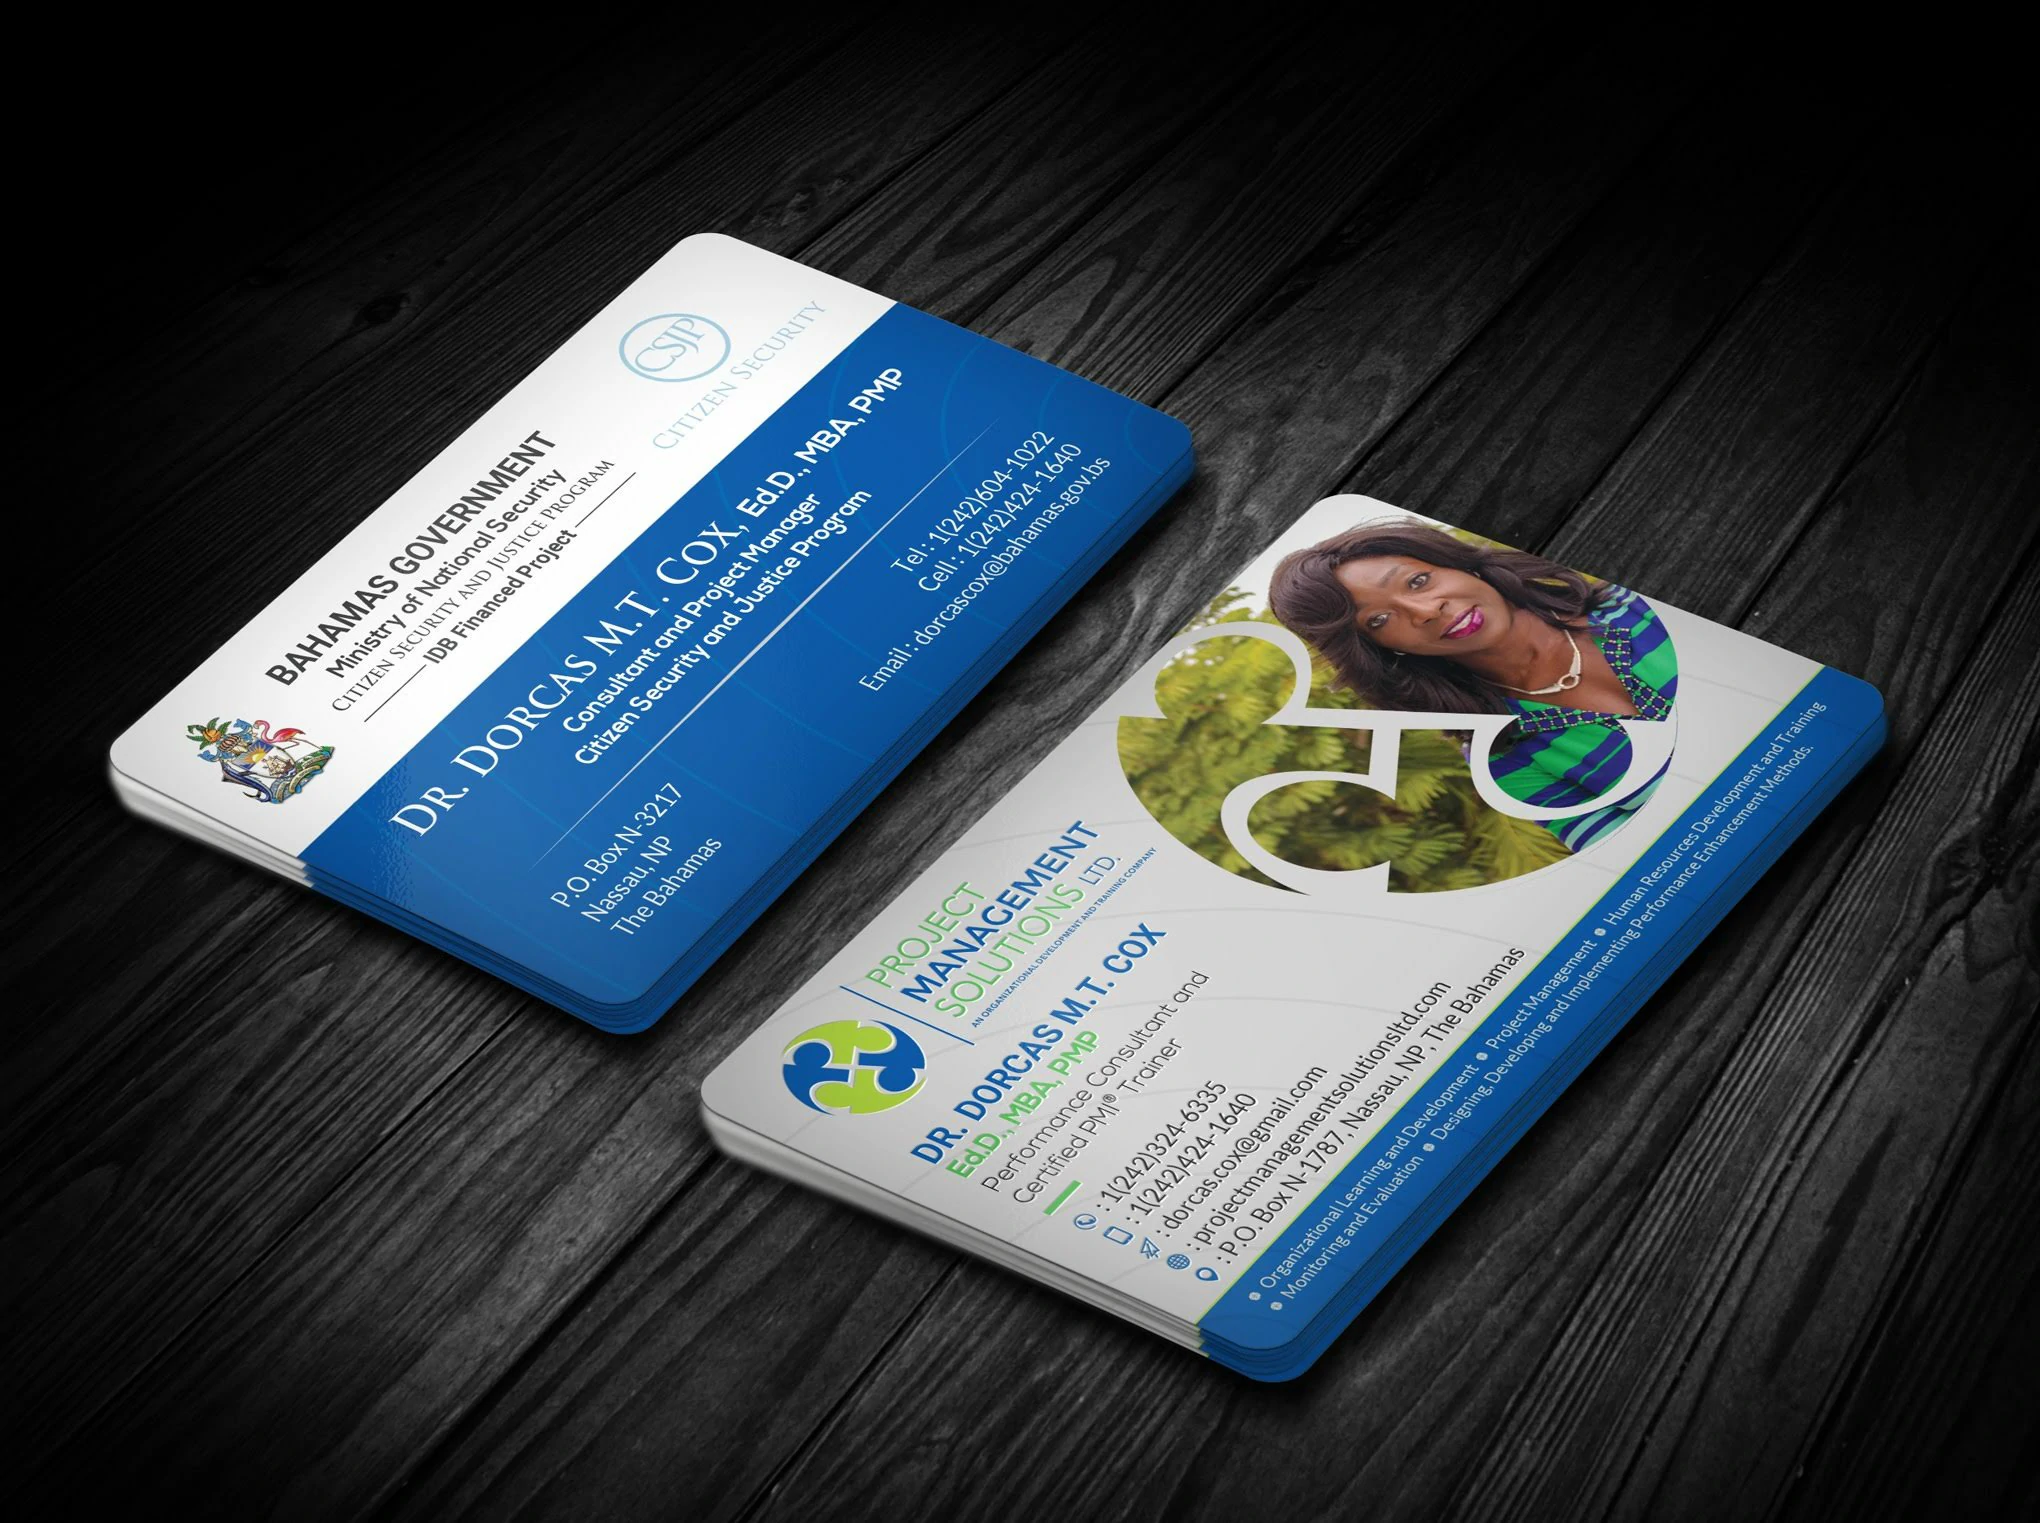 BAHAMAS GOVERNMENT
Ministry of National Security
CITIZEN SECURITY AND JUSTICE PROGRAM
IDB Financed Project
CSJP
CITIZEN SECURITY
DR. DORCAS M.T. COX, Ed.D., MBA, PMP
Consultant and Project Manager
Citizen Security and Justice Program
P.O. Box N-3217
Nassau, NP
The Bahamas
Tel : 1(242)604-1022
Cell : 1(242)424-1640
Email : dorcascox@bahamas.gov.bs
PROJECT
MANAGEMENT
SOLUTIONS LTD.
AN ORGANIZATIONAL DEVELOPMENT AND TRAINING COMPANY
DR. DORCAS M. T. COX
Ed.D., MBA, PMP
Performance Consultant and
Certified PMI® Trainer
: 1(242)324-6335
: 1(242)424-1640
: dorcas.cox@gmail.com
: projectmanagementsolutionsltd.com
: P.O. Box N-1787, Nassau, NP, The Bahamas
Organizational Learning and Development • Project Management • Human Resources Development and Training
Monitoring and Evaluation • Designing, Developing and Implementing Performance Enhancement Methods.